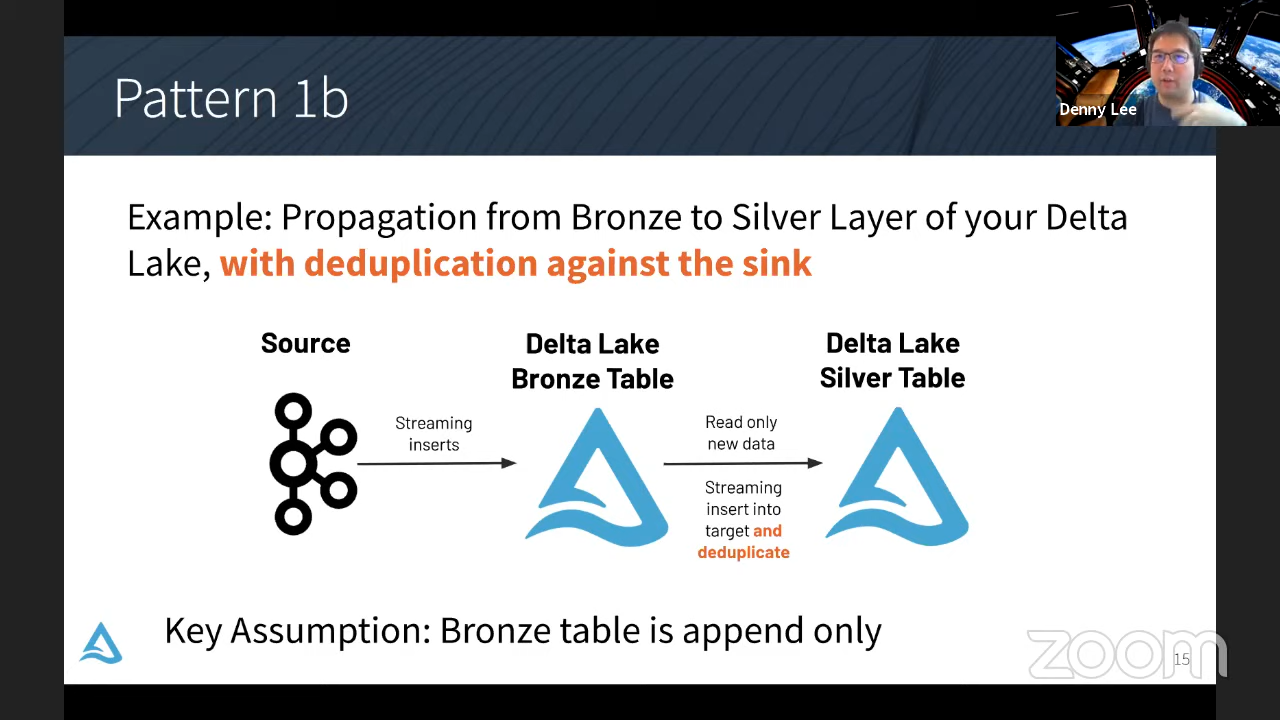 Pattern 1b
Denny Lee
Example: Propagation from Bronze to Silver Layer of your Delta
Lake, with deduplication against the sink
Source
Delta Lake
Bronze Table
Delta Lake
Silver Table
Streaming
inserts
Read only
new data
Streaming
insert into
target and
deduplicate
Key Assumption: Bronze table is append only
zoom
15